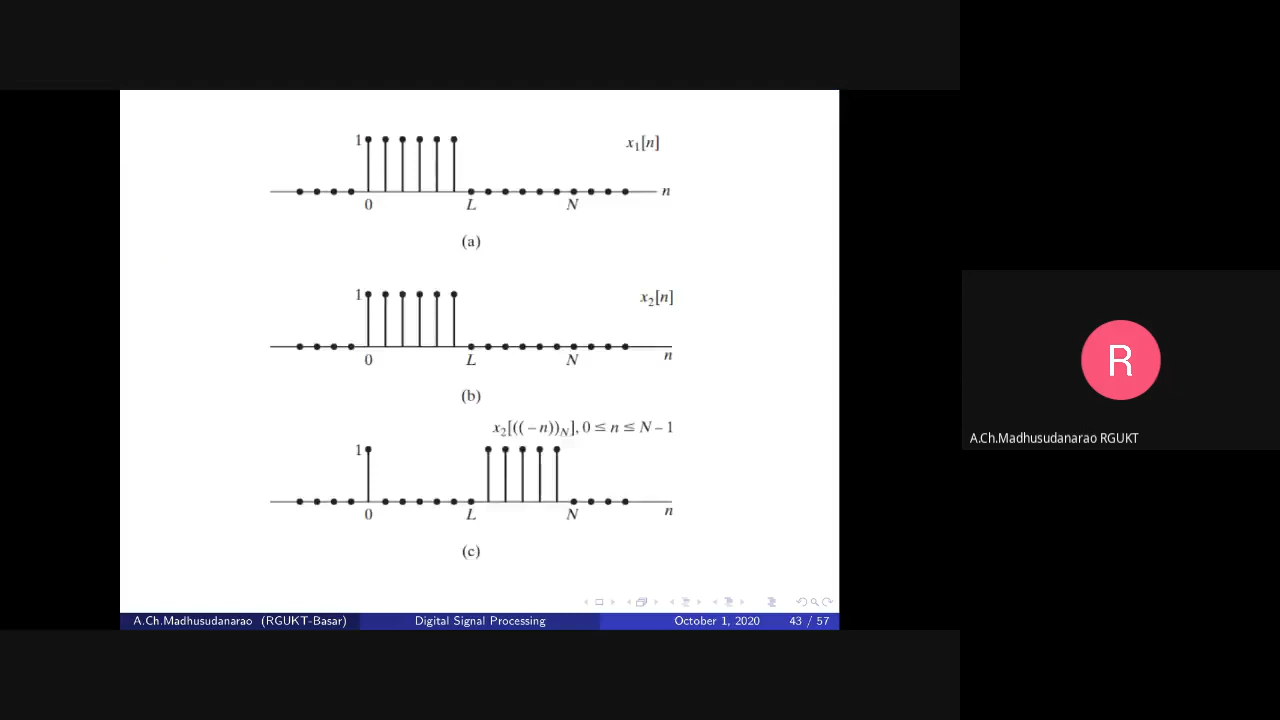 1
x₁[n]
n
0 L N
(a)
1
x₂[n]
0 L N n
(b)
x₂[((−n))_N], 0 ≤ n ≤ N − 1
1
0 L N n
(c)
R
A.Ch.Madhusudanarao RGUKT
A.Ch.Madhusudanarao (RGUKT-Basar) Digital Signal Processing October 1, 2020 43 / 57